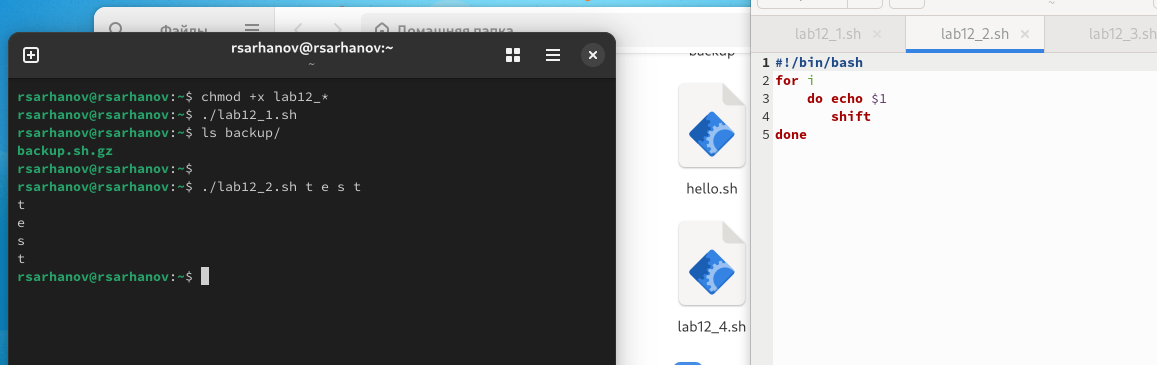 Файлы
Домашняя папка
rsarhanov@rsarhanov:~
~
rsarhanov@rsarhanov:~$ chmod +x lab12_*
rsarhanov@rsarhanov:~$ ./lab12_1.sh
rsarhanov@rsarhanov:~$ ls backup/
backup.sh.gz
rsarhanov@rsarhanov:~$
rsarhanov@rsarhanov:~$ ./lab12_2.sh t e s t
t
e
s
t
rsarhanov@rsarhanov:~$
backup
hello.sh
lab12_4.sh
~
lab12_1.sh
lab12_2.sh
lab12_3.sh
1 #!/bin/bash
2 for i
3 do echo $1
4 shift
5 done